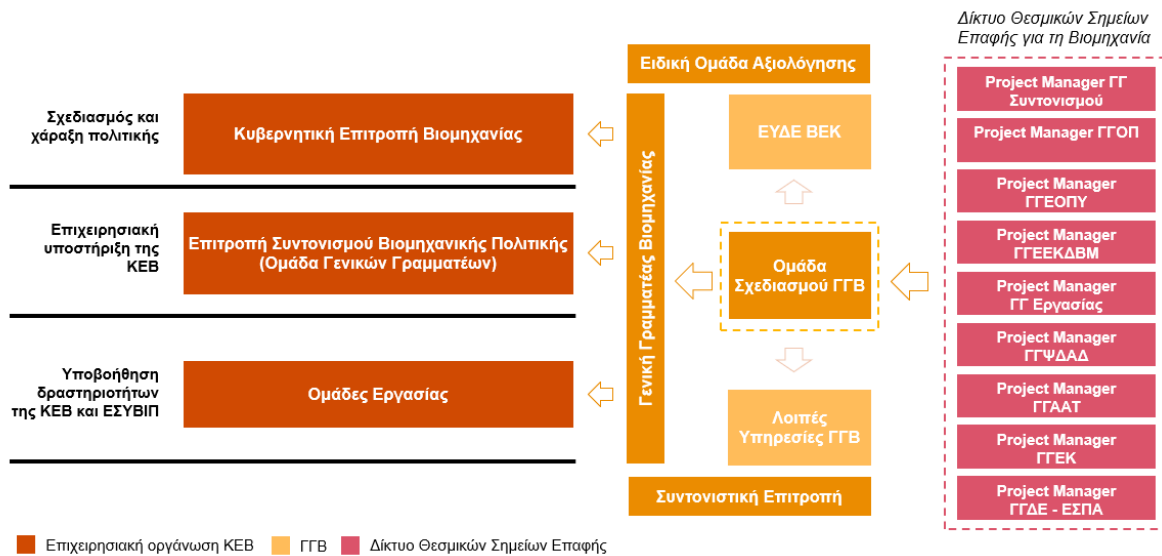 Δίκτυο Θεσμικών Σημείων
Επαφής για τη Βιομηχανία
Ειδική Ομάδα Αξιολόγησης
Σχεδιασμός και
χάραξη πολιτικής
Κυβερνητική Επιτροπή Βιομηχανίας
Επιχειρησιακή
υποστήριξη της
ΚΕΒ
Επιτροπή Συντονισμού Βιομηχανικής Πολιτικής
(Ομάδα Γενικών Γραμματέων)
Υποβοήθηση
δραστηριοτήτων
της ΚΕΒ και ΕΣΥΒΙΠ
Ομάδες Εργασίας
Γενική Γραμματέας Βιομηχανίας
ΕΥΔΕ ΒΕΚ
Ομάδα
Σχεδιασμού ΓΓΒ
Λοιπές
Υπηρεσίες ΓΓΒ
Συντονιστική Επιτροπή
Project Manager ΓΓ
Συντονισμού
Project Manager ΓΓΟΠ
Project Manager
ΓΓΕΟΠΥ
Project Manager
ΓΓΕΕΚΔΒΜ
Project Manager
ΓΓ Εργασίας
Project Manager
ΓΓΨΔΑΔ
Project Manager
ΓΓΑΑΤ
Project Manager
ΓΓΕΚ
Project Manager
ΓΓΔΕ - ΕΣΠΑ
Επιχειρησιακή οργάνωση ΚΕΒ
ΓΓΒ
Δίκτυο Θεσμικών Σημείων Επαφής